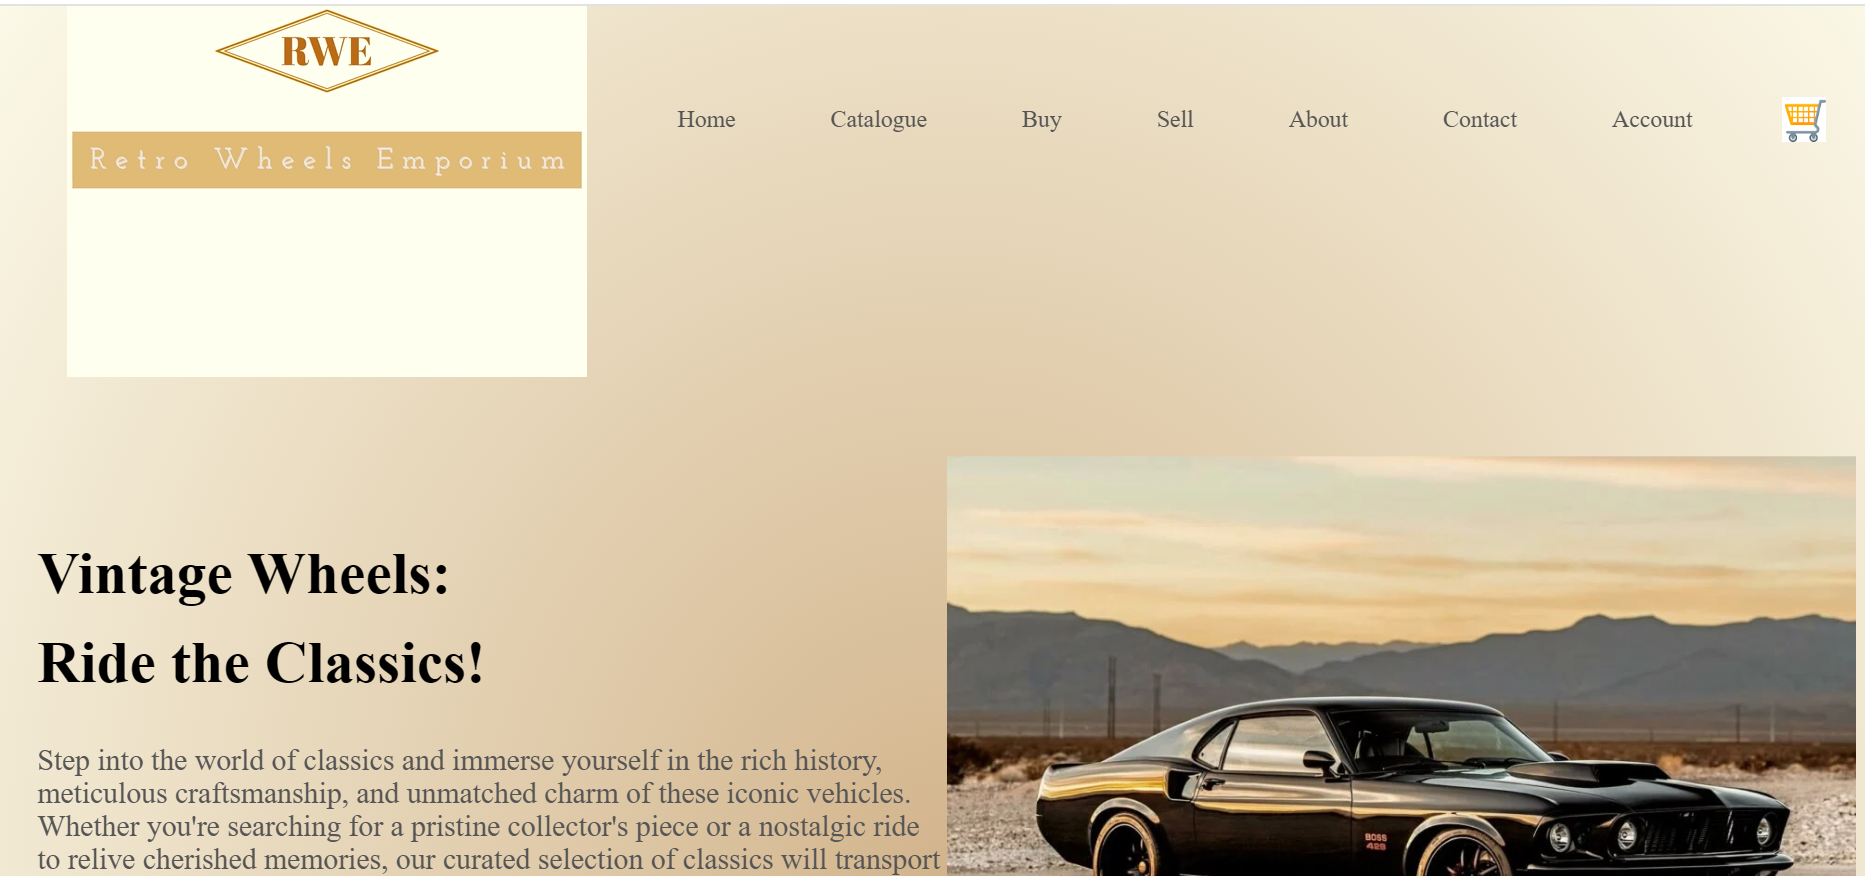 RWE
Retro Wheels Emporium
Home Catalogue Buy Sell About Contact Account
Vintage Wheels:
Ride the Classics!
Step into the world of classics and immerse yourself in the rich history,
meticulous craftsmanship, and unmatched charm of these iconic vehicles.
Whether you're searching for a pristine collector's piece or a nostalgic ride
to relive cherished memories, our curated selection of classics will transport
BOSS
429